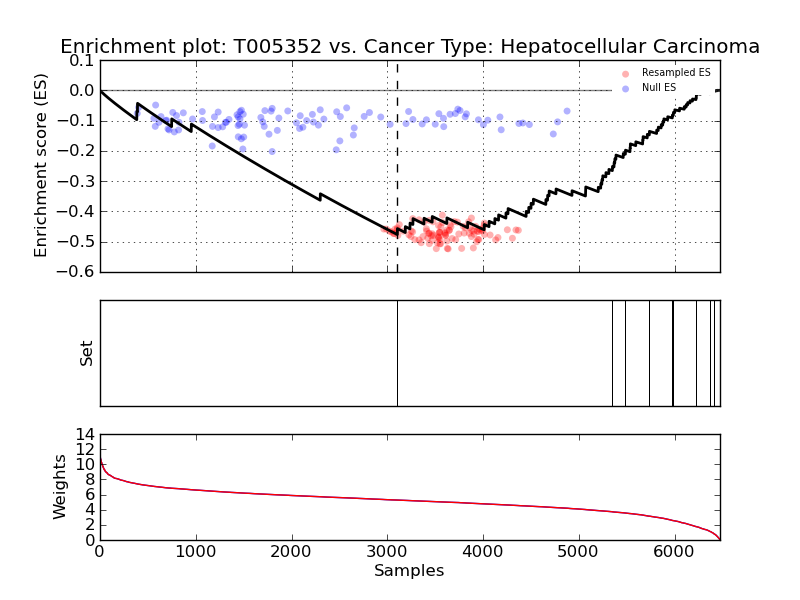 Enrichment plot: T005352 vs. Cancer Type: Hepatocellular Carcinoma
Enrichment score (ES)
0.1
0.0
−0.1
−0.2
−0.3
−0.4
−0.5
−0.6
Resampled ES
Null ES
Set
Weights
14
12
10
8
6
4
2
0
0 1000 2000 3000 4000 5000 6000
Samples